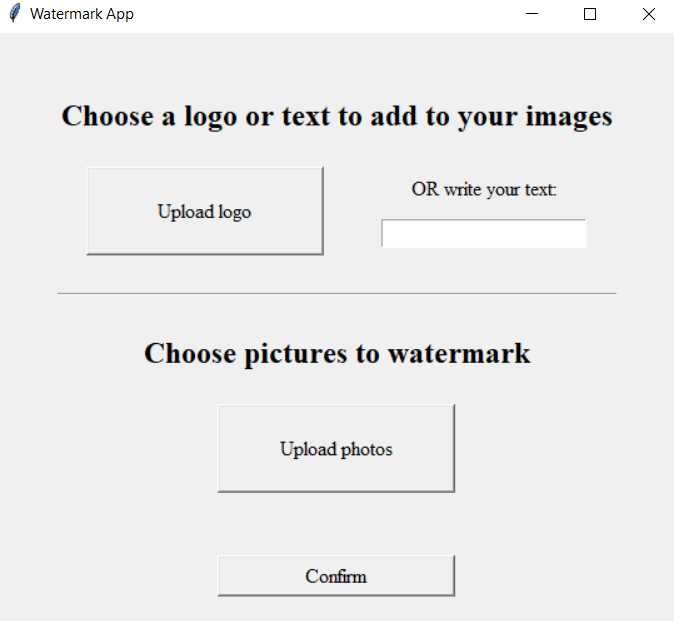 Watermark App
Choose a logo or text to add to your images
Upload logo
OR write your text:
Choose pictures to watermark
Upload photos
Confirm